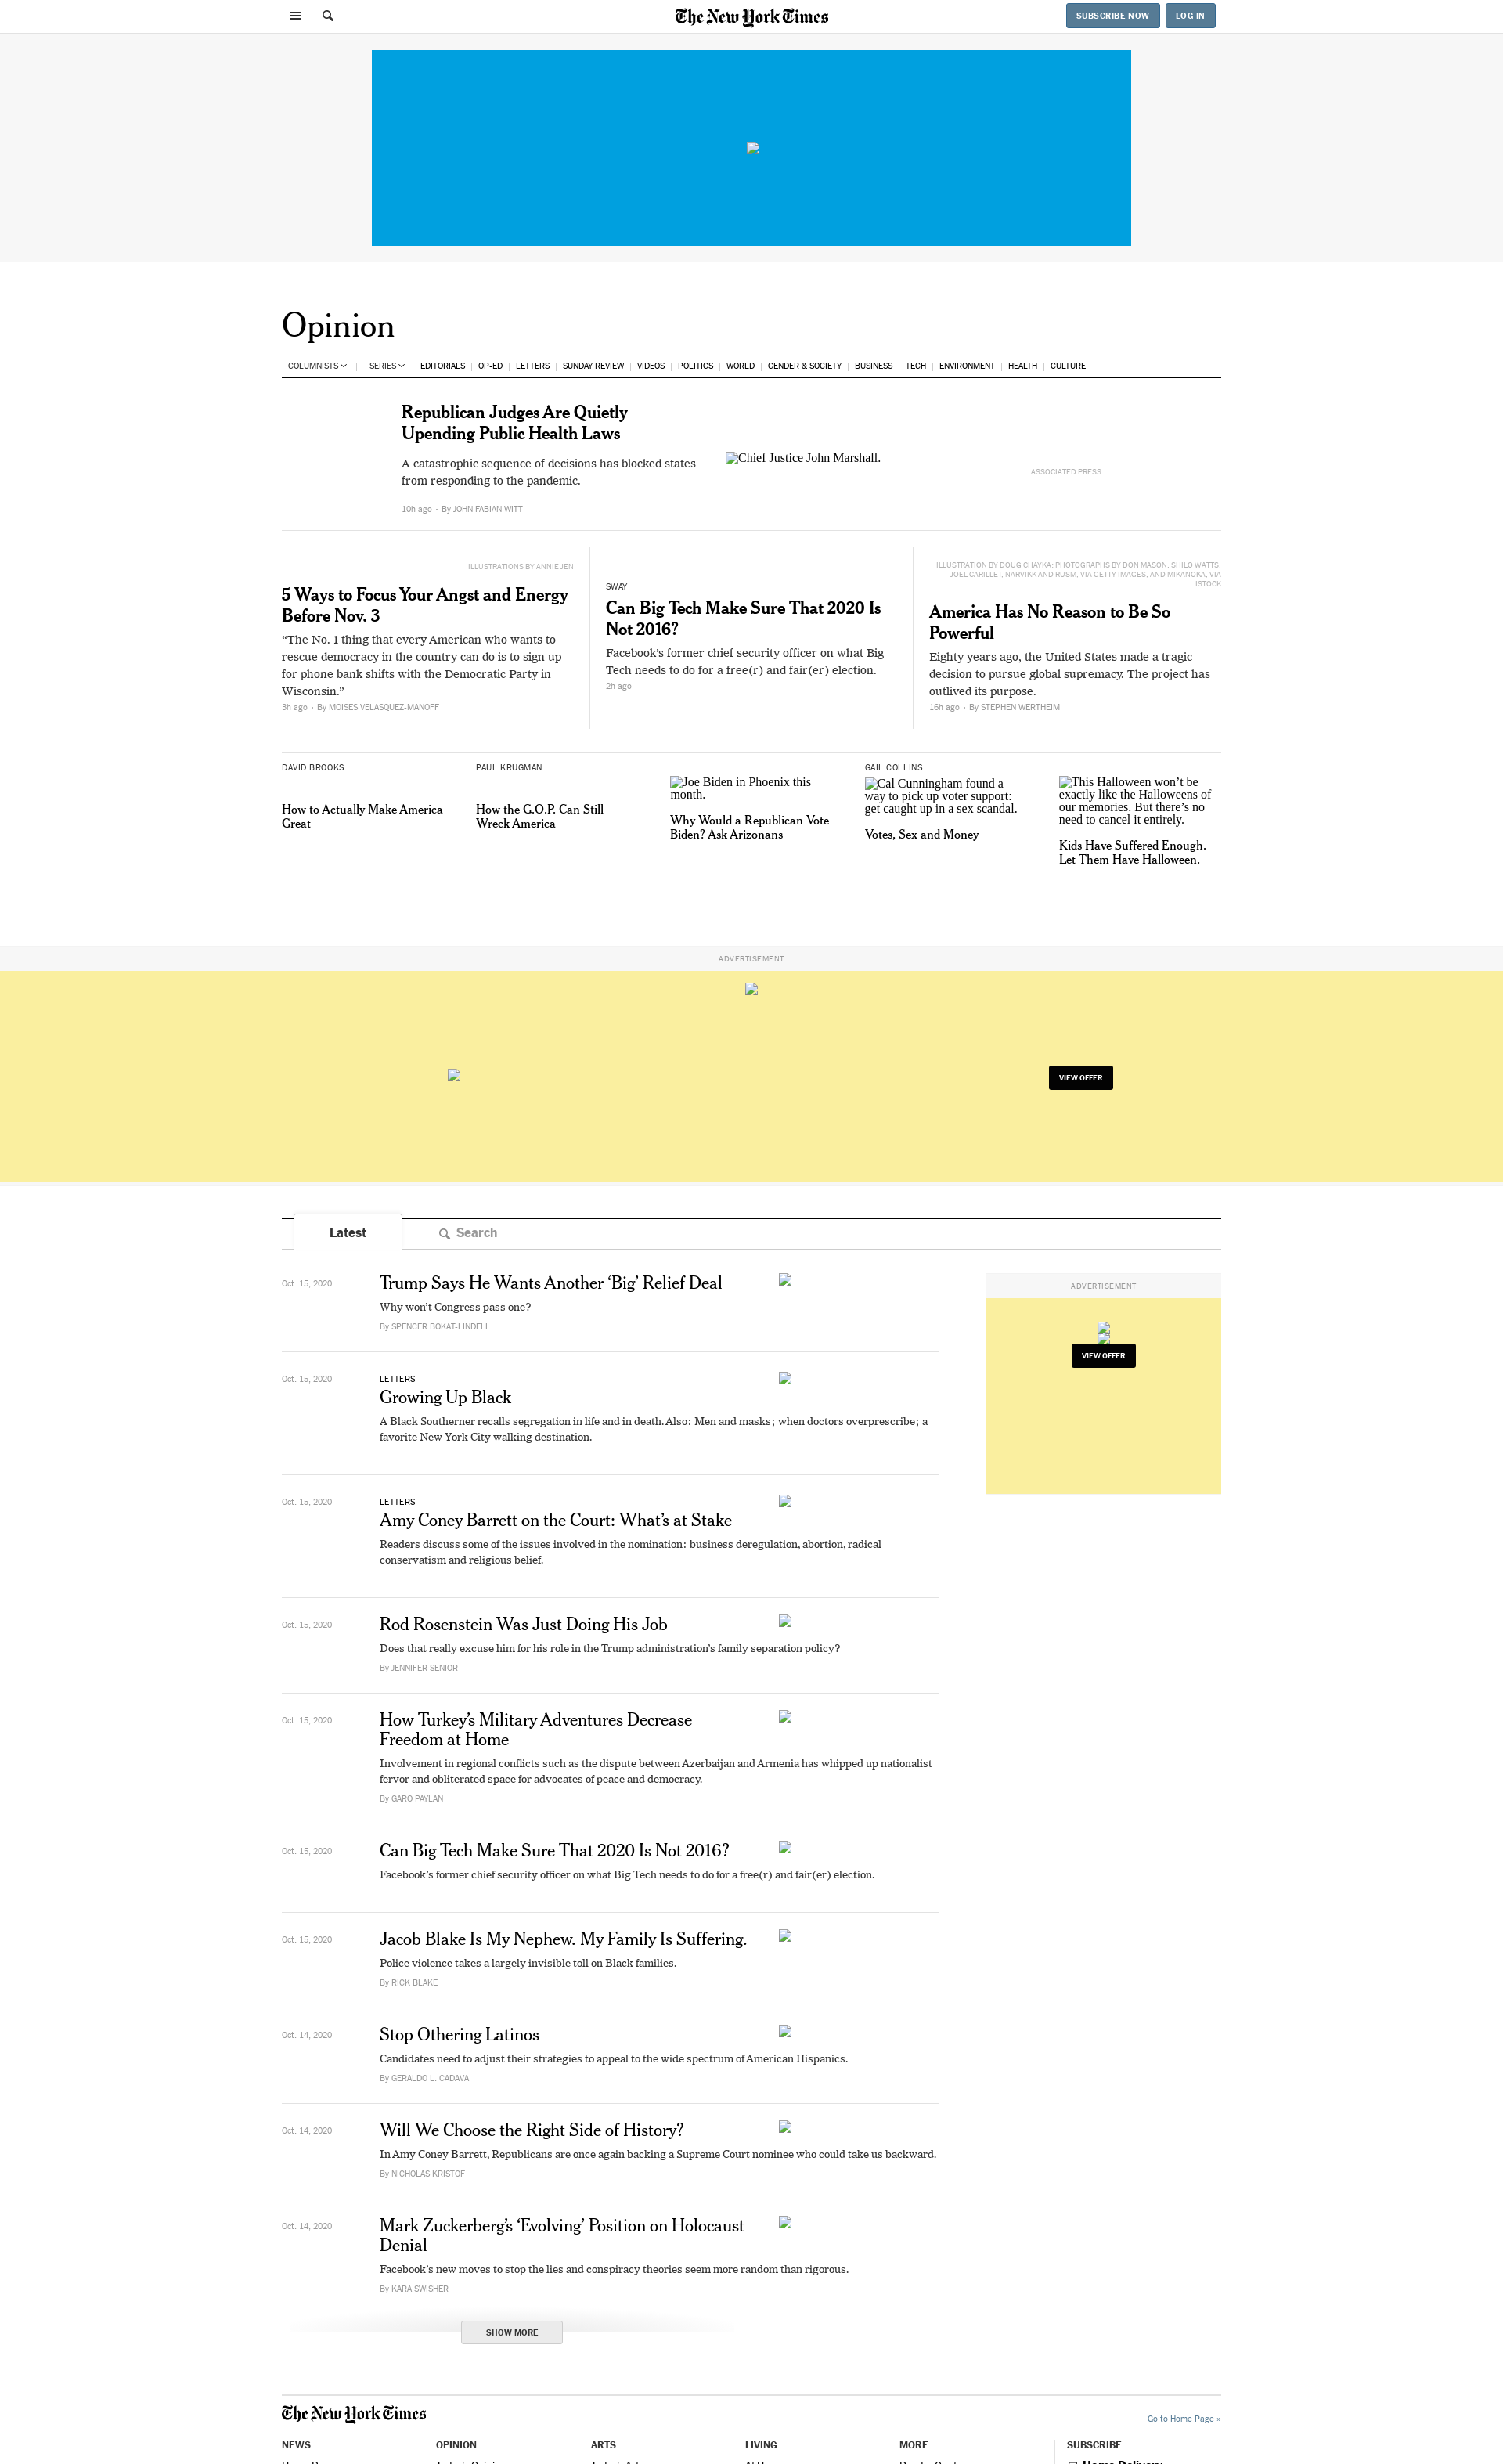 The New York Times
SUBSCRIBE NOW
LOG IN
Opinion
COLUMNISTS
SERIES
EDITORIALS
OP-ED
LETTERS
SUNDAY REVIEW
VIDEOS
POLITICS
WORLD
GENDER & SOCIETY
BUSINESS
TECH
ENVIRONMENT
HEALTH
CULTURE
Republican Judges Are Quietly
Upending Public Health Laws
A catastrophic sequence of decisions has blocked states
from responding to the pandemic.
10h ago • By JOHN FABIAN WITT
Chief Justice John Marshall.
ASSOCIATED PRESS
ILLUSTRATIONS BY ANNIE JEN
5 Ways to Focus Your Angst and Energy
Before Nov. 3
“The No. 1 thing that every American who wants to
rescue democracy in the country can do is to sign up
for phone bank shifts with the Democratic Party in
Wisconsin.”
3h ago • By MOISES VELASQUEZ-MANOFF
SWAY
Can Big Tech Make Sure That 2020 Is
Not 2016?
Facebook’s former chief security officer on what Big
Tech needs to do for a free(r) and fair(er) election.
2h ago
ILLUSTRATION BY DOUG CHAYKA; PHOTOGRAPHS BY DON MASON, SHILO WATTS,
JOEL CARILLET, NARVIKK AND RUSM, VIA GETTY IMAGES, AND MIKANOKA, VIA
ISTOCK
America Has No Reason to Be So
Powerful
Eighty years ago, the United States made a tragic
decision to pursue global supremacy. The project has
outlived its purpose.
16h ago • By STEPHEN WERTHEIM
DAVID BROOKS
How to Actually Make America
Great
PAUL KRUGMAN
How the G.O.P. Can Still
Wreck America
Joe Biden in Phoenix this
month.
Why Would a Republican Vote
Biden? Ask Arizonans
GAIL COLLINS
Cal Cunningham found a
way to pick up voter support:
get caught up in a sex scandal.
Votes, Sex and Money
This Halloween won’t be
exactly like the Halloweens of
our memories. But there’s no
need to cancel it entirely.
Kids Have Suffered Enough.
Let Them Have Halloween.
ADVERTISEMENT
VIEW OFFER
Latest
Search
Oct. 15, 2020
Trump Says He Wants Another ‘Big’ Relief Deal
Why won’t Congress pass one?
By SPENCER BOKAT-LINDELL
ADVERTISEMENT
VIEW OFFER
Oct. 15, 2020
LETTERS
Growing Up Black
A Black Southerner recalls segregation in life and in death. Also: Men and masks; when doctors overprescribe; a
favorite New York City walking destination.
Oct. 15, 2020
LETTERS
Amy Coney Barrett on the Court: What’s at Stake
Readers discuss some of the issues involved in the nomination: business deregulation, abortion, radical
conservatism and religious belief.
Oct. 15, 2020
Rod Rosenstein Was Just Doing His Job
Does that really excuse him for his role in the Trump administration’s family separation policy?
By JENNIFER SENIOR
Oct. 15, 2020
How Turkey’s Military Adventures Decrease
Freedom at Home
Involvement in regional conflicts such as the dispute between Azerbaijan and Armenia has whipped up nationalist
fervor and obliterated space for advocates of peace and democracy.
By GARO PAYLAN
Oct. 15, 2020
Can Big Tech Make Sure That 2020 Is Not 2016?
Facebook’s former chief security officer on what Big Tech needs to do for a free(r) and fair(er) election.
Oct. 15, 2020
Jacob Blake Is My Nephew. My Family Is Suffering.
Police violence takes a largely invisible toll on Black families.
By RICK BLAKE
Oct. 14, 2020
Stop Othering Latinos
Candidates need to adjust their strategies to appeal to the wide spectrum of American Hispanics.
By GERALDO L. CADAVA
Oct. 14, 2020
Will We Choose the Right Side of History?
In Amy Coney Barrett, Republicans are once again backing a Supreme Court nominee who could take us backward.
By NICHOLAS KRISTOF
Oct. 14, 2020
Mark Zuckerberg’s ‘Evolving’ Position on Holocaust
Denial
Facebook’s new moves to stop the lies and conspiracy theories seem more random than rigorous.
By KARA SWISHER
SHOW MORE
The New York Times
Go to Home Page »
NEWS
OPINION
ARTS
LIVING
MORE
SUBSCRIBE